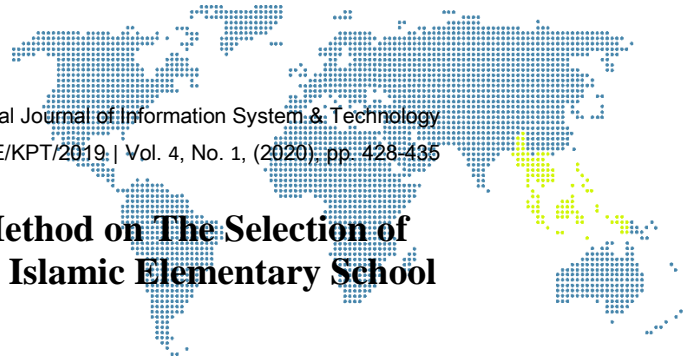 al Journal of Information System & Technology
E/KPT/2019 | Vol. 4, No. 1, (2020), pp. 428-435
Method on The Selection of
Islamic Elementary School